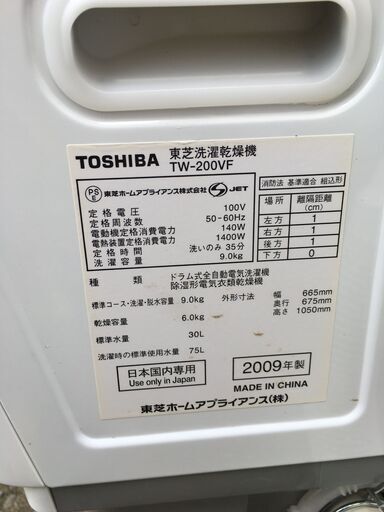 TOSHIBA 東芝洗濯乾燥機
TW-200VF
PS
E
東芝ホームアプライアンス株式会社 S JET
定格電圧 100V
定格周波数 50-60Hz
電動機定格消費電力 140W
電熱装置定格消費電力 1400W
定格時間 洗いのみ 35分
洗濯容量 9.0kg
消防法 基準適合 組込形
場所 離隔距離(cm)
左方 1
右方 1
後方 1
下方 0
種類 ドラム式全自動電気洗濯機
除湿形電気衣類乾燥機
標準コース・洗濯・脱水容量 9.0kg
乾燥容量 6.0kg
標準水量 30L
洗濯時の標準使用水量 75L
外形寸法 幅 665mm
奥行 675mm
高さ 1050mm
日本国内専用
Use only in Japan
2009年製
MADE IN CHINA
東芝ホームアプライアンス(株)